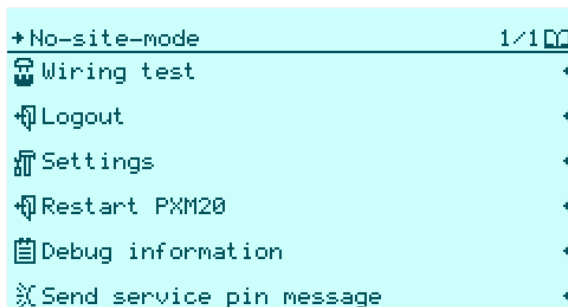 No-site-mode 1/1
Wiring test
Logout
Settings
Restart PXM20
Debug information
Send service pin message